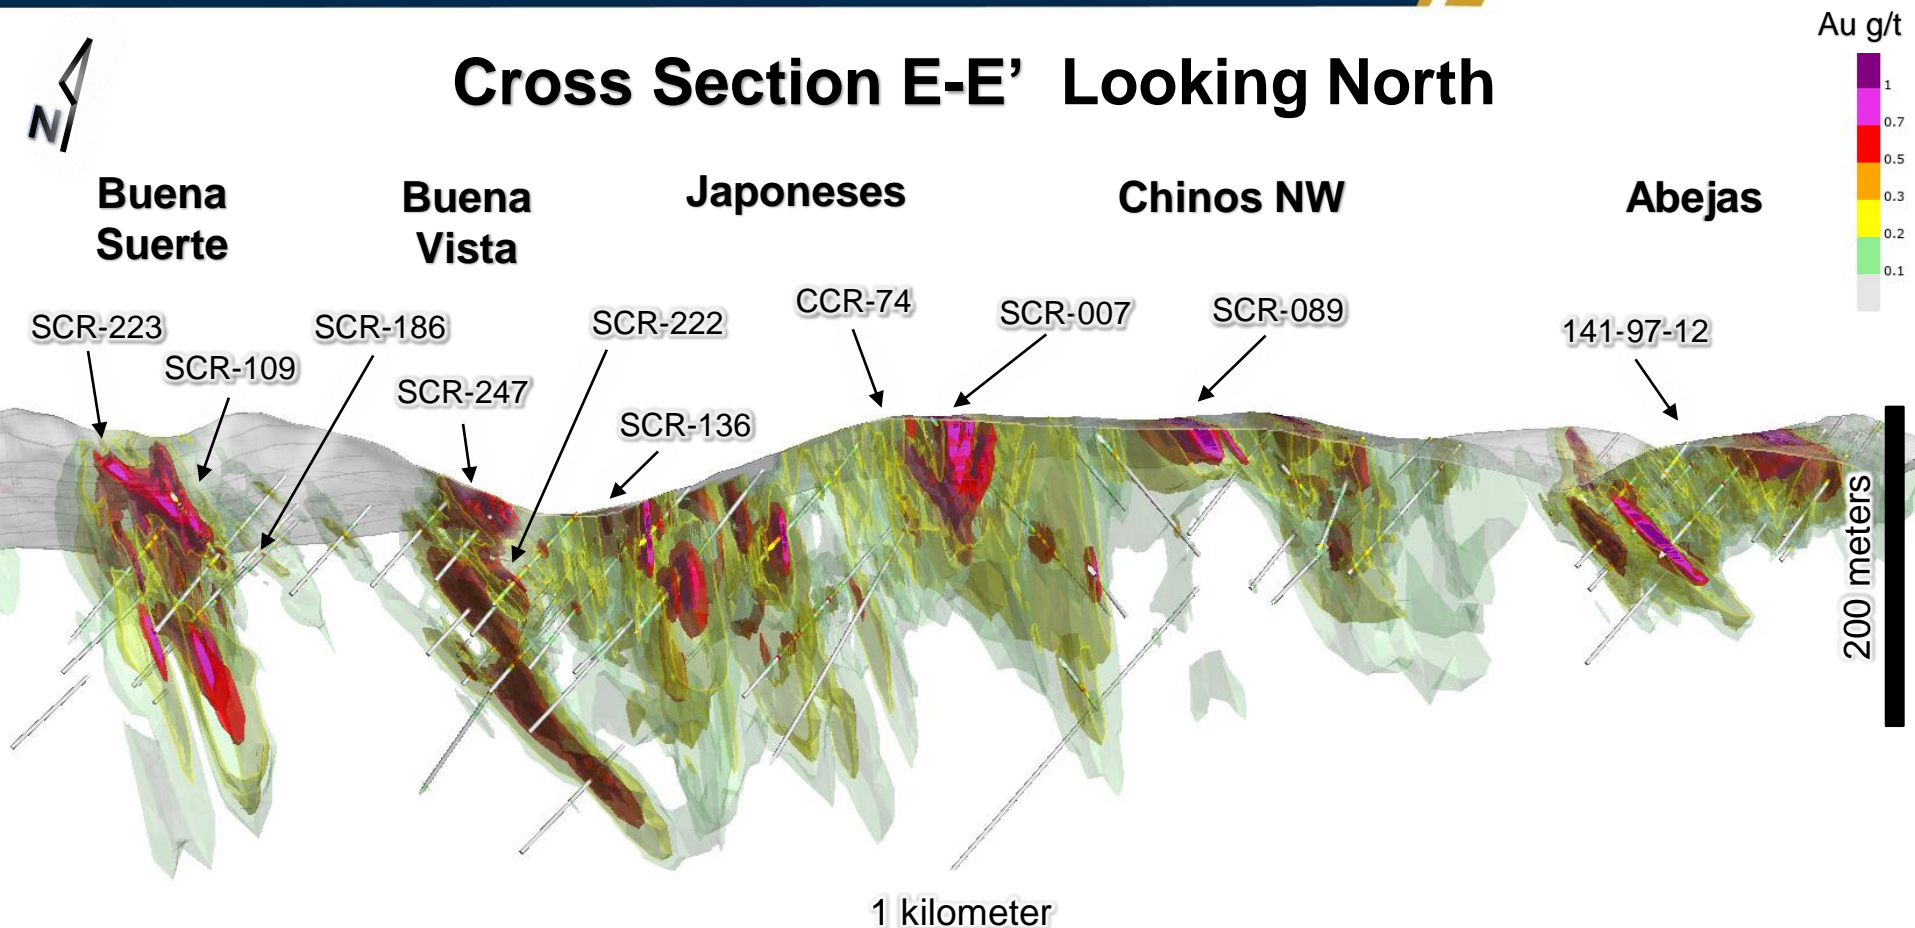 Au g/t
Cross Section E-E’ Looking North
N
1
0.7
0.5
0.3
0.2
0.1
Buena
Suerte
Buena
Vista
Japoneses
Chinos NW
Abejas
SCR-223
SCR-109
SCR-186
SCR-247
SCR-222
SCR-136
CCR-74
SCR-007
SCR-089
141-97-12
200 meters
1 kilometer